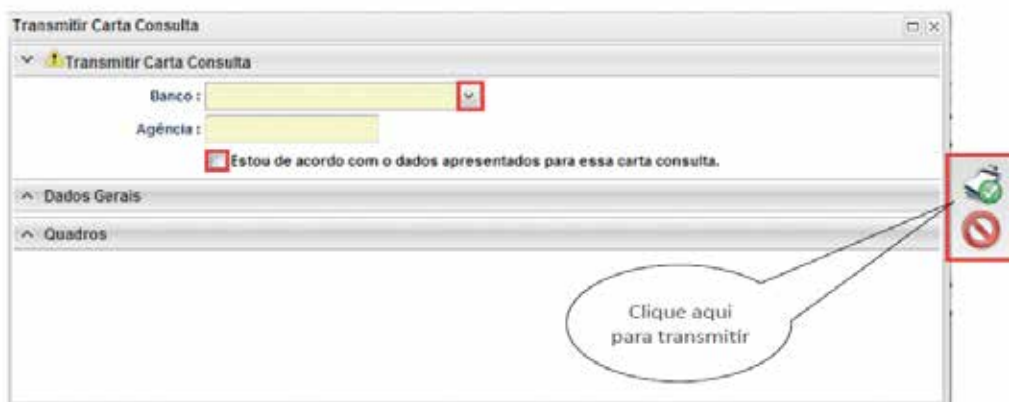 Transmitir Carta Consulta
Transmitir Carta Consulta
Banco :
Agência :
Estou de acordo com o dados apresentados para essa carta consulta.
Dados Gerais
Quadros
Clique aqui
para transmitir